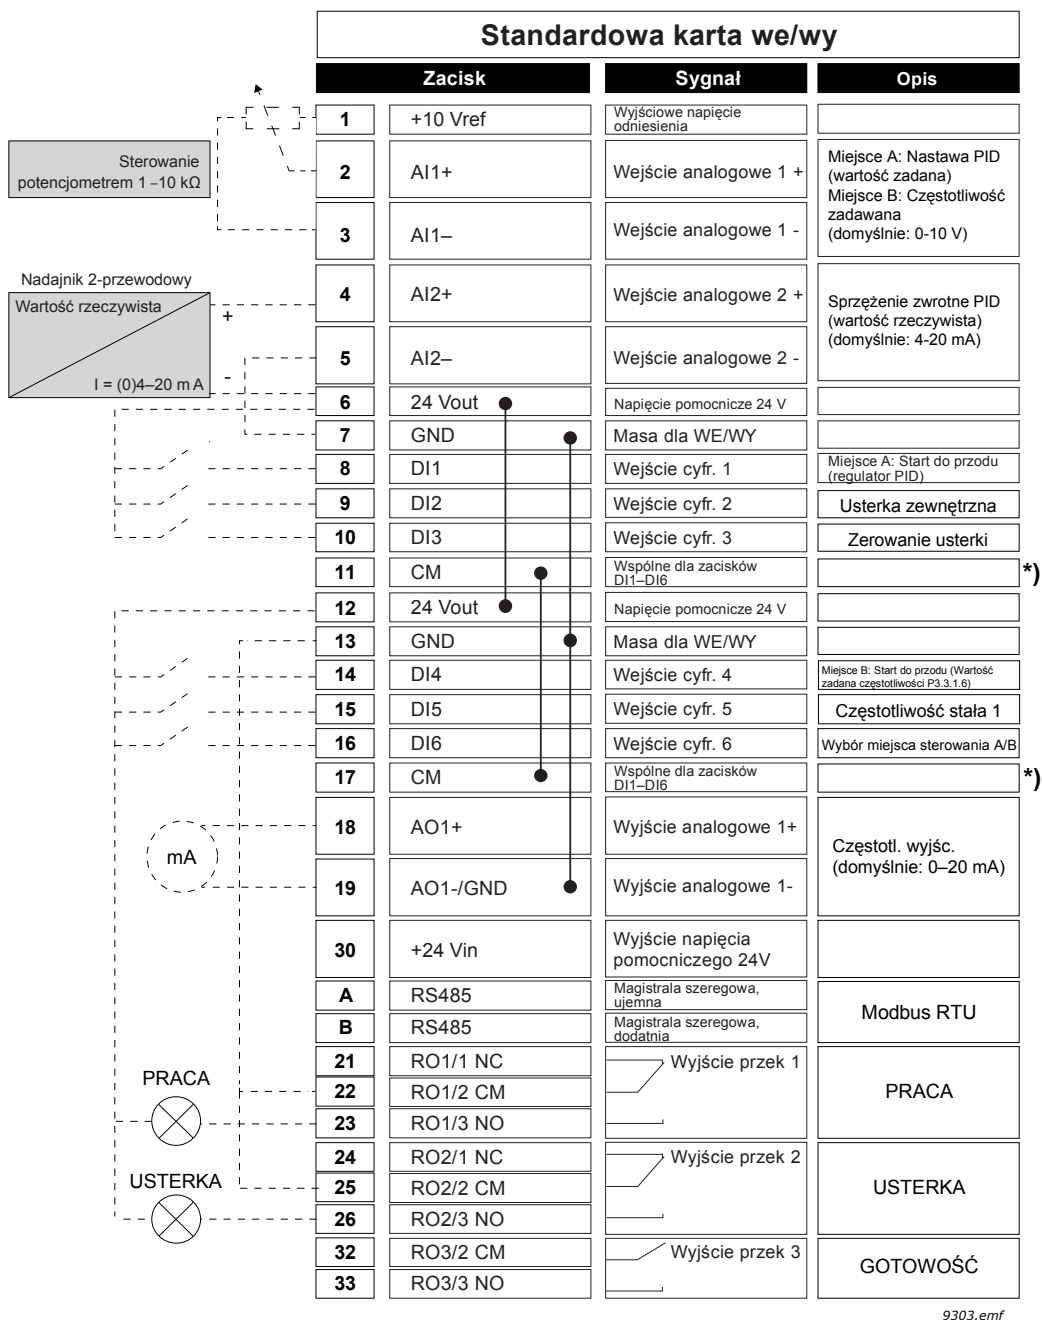 Standardowa karta we/wy
Zacisk Sygnał Opis
1 +10 Vref Wyjściowe napięcie
odniesienia
Sterowanie
potencjometrem 1 –10 kΩ
2 AI1+ Wejście analogowe 1 +
3 AI1– Wejście analogowe 1 -
Miejsce A: Nastawa PID
(wartość zadana)
Miejsce B: Częstotliwość
zadawana
(domyślnie: 0-10 V)
Nadajnik 2-przewodowy
Wartość rzeczywista
+
-
I = (0)4–20 m A
4 AI2+ Wejście analogowe 2 +
5 AI2– Wejście analogowe 2 -
Sprzężenie zwrotne PID
(wartość rzeczywista)
(domyślnie: 4-20 mA)
6 24 Vout Napięcie pomocnicze 24 V
7 GND Masa dla WE/WY
8 DI1 Wejście cyfr. 1 Miejsce A: Start do przodu
(regulator PID)
9 DI2 Wejście cyfr. 2 Usterka zewnętrzna
10 DI3 Wejście cyfr. 3 Zerowanie usterki
11 CM Wspólne dla zacisków
DI1–DI6
*)
12 24 Vout Napięcie pomocnicze 24 V
13 GND Masa dla WE/WY
14 DI4 Wejście cyfr. 4 Miejsce B: Start do przodu (Wartość
zadana częstotliwości P3.3.1.6)
15 DI5 Wejście cyfr. 5 Częstotliwość stała 1
16 DI6 Wejście cyfr. 6 Wybór miejsca sterowania A/B
17 CM Wspólne dla zacisków
DI1–DI6
*)
mA
18 AO1+ Wyjście analogowe 1+
19 AO1-/GND Wyjście analogowe 1-
Częstotl. wyjśc.
(domyślnie: 0–20 mA)
30 +24 Vin Wyjście napięcia
pomocniczego 24V
A RS485 Magistrala szeregowa,
ujemna
B RS485 Magistrala szeregowa,
dodatnia
Modbus RTU
21 RO1/1 NC Wyjście przek 1
PRACA
22 RO1/2 CM PRACA
23 RO1/3 NO
24 RO2/1 NC Wyjście przek 2
USTERKA
25 RO2/2 CM USTERKA
26 RO2/3 NO
32 RO3/2 CM Wyjście przek 3
33 RO3/3 NO
GOTOWOŚĆ
9303.emf